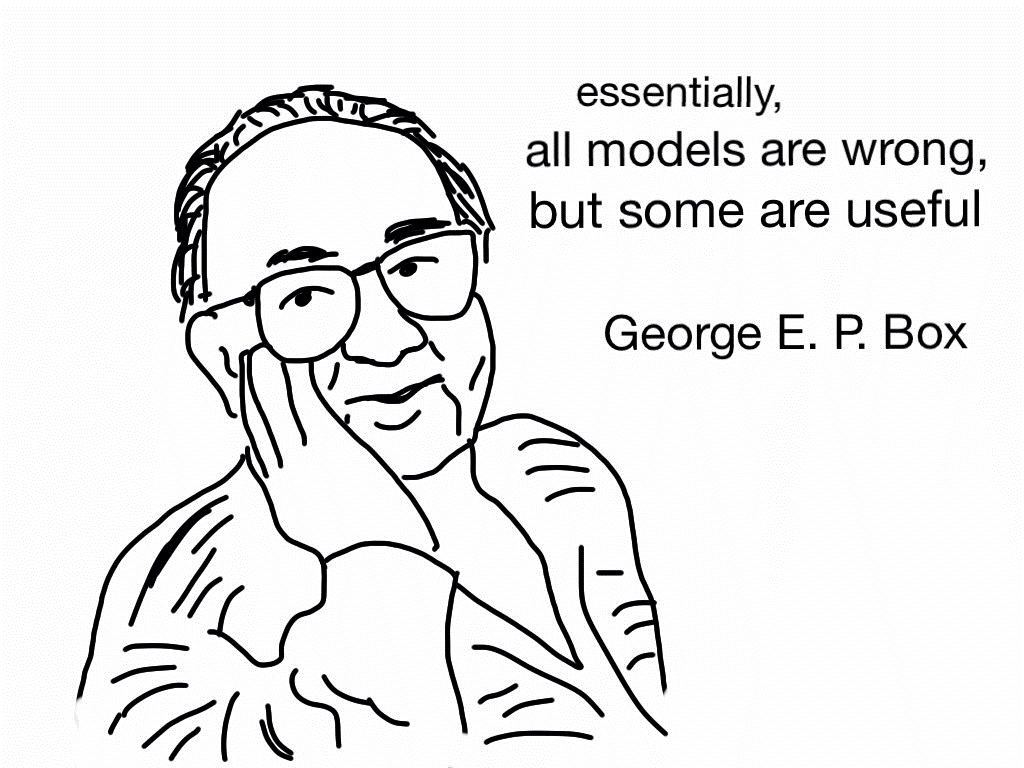 essentially,
all models are wrong,
but some are useful
George E. P. Box